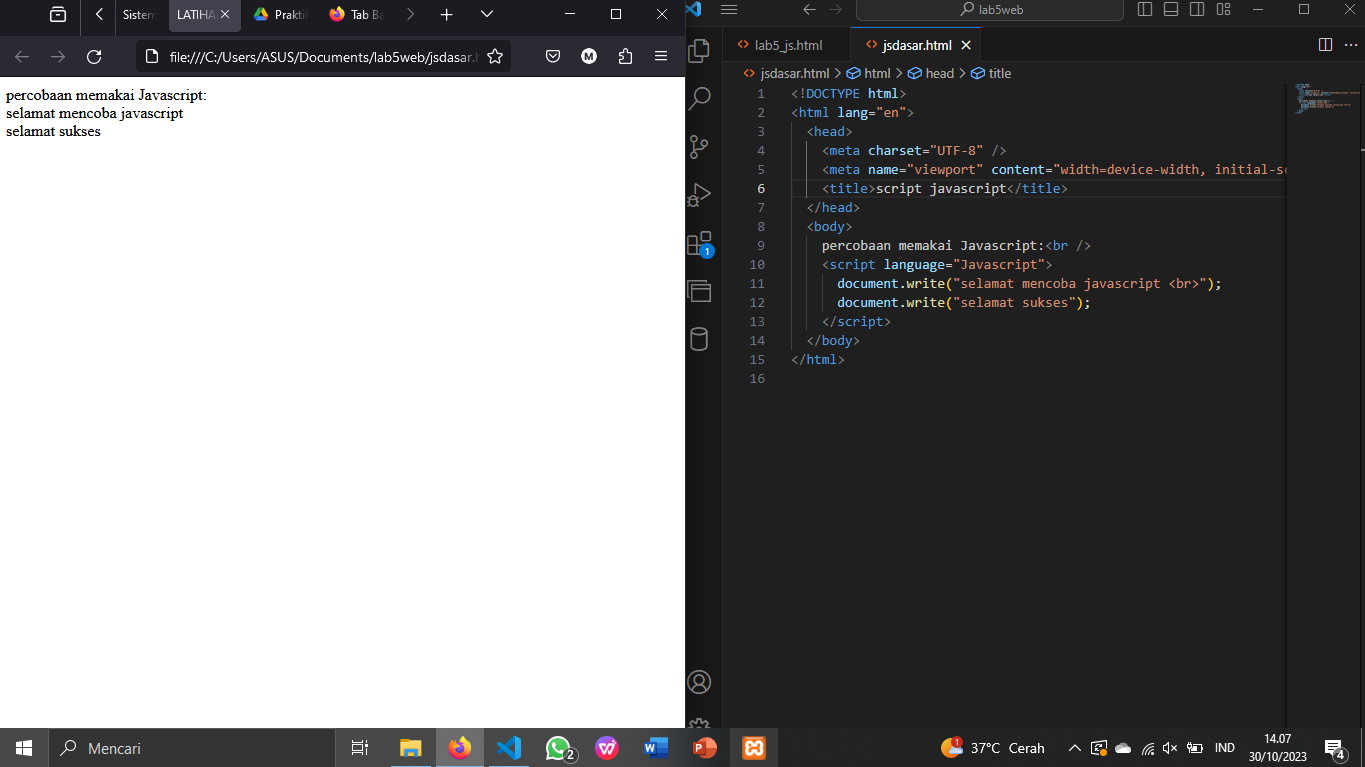 Sistem
LATIHA
Prakti
Tab Ba
file:///C:/Users/ASUS/Documents/lab5web/jsdasar.h
M
percobaan memakai Javascript:
selamat mencoba javascript
selamat sukses
lab5web
lab5_js.html
jsdasar.html
jsdasar.html > html > head > title
1 <!DOCTYPE html>
2 <html lang="en">
3 <head>
4 <meta charset="UTF-8" />
5 <meta name="viewport" content="width=device-width, initial-sc
6 <title>script javascript</title>
7 </head>
8 <body>
9 percobaan memakai Javascript:<br />
10 <script language="Javascript">
11 document.write("selamat mencoba javascript <br>");
12 document.write("selamat sukses");
13 </script>
14 </body>
15 </html>
16
1
Mencari
2
W
P
1
37°C Cerah
IND
14.07
30/10/2023
4